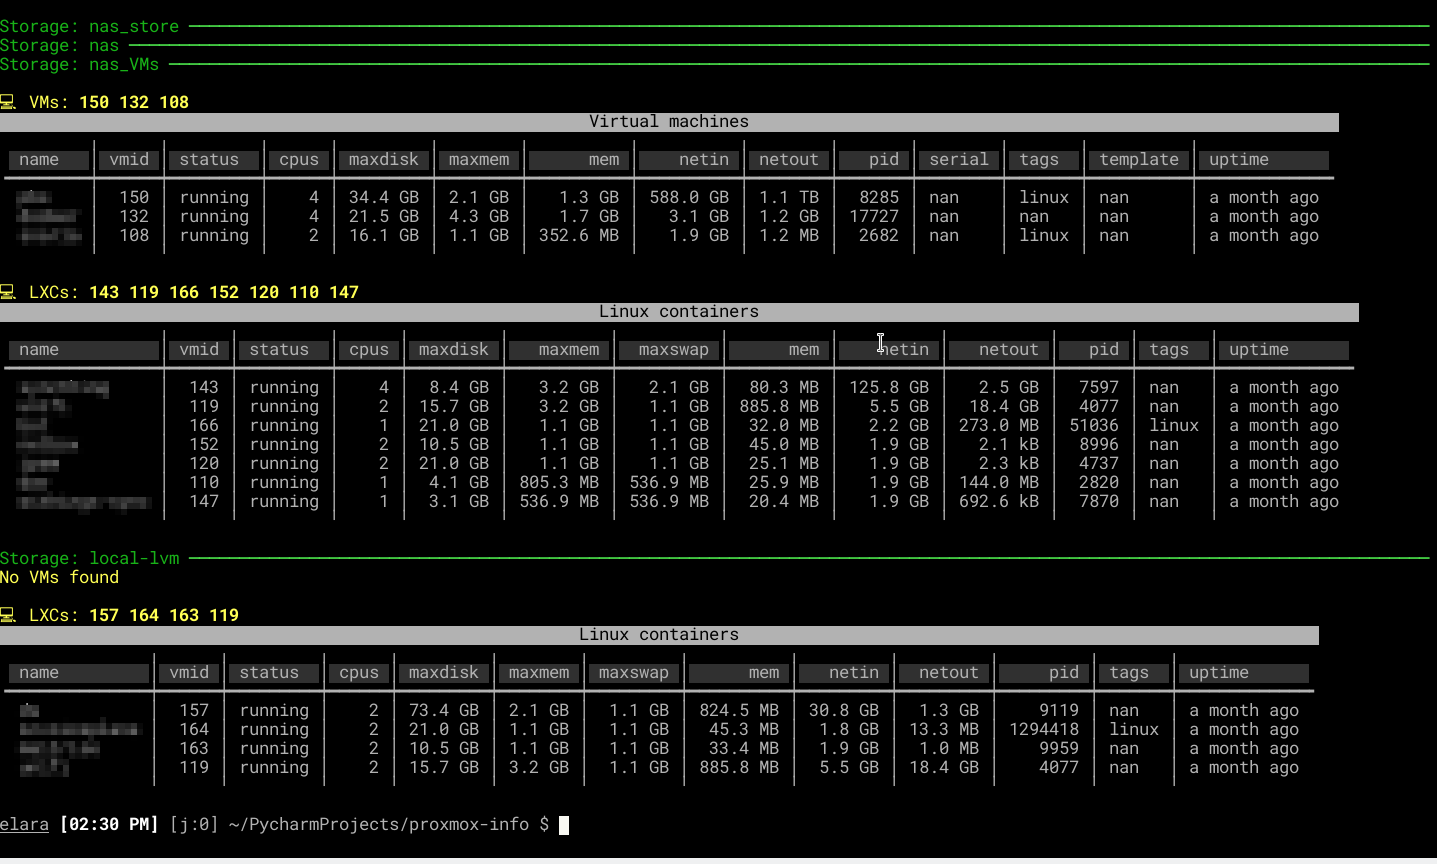 Storage: nas_store
Storage: nas
Storage: nas_VMs
VMs: 150 132 108
Virtual machines
name vmid status cpus maxdisk maxmem mem netin netout pid serial tags template uptime
150 running 4 34.4 GB 2.1 GB 1.3 GB 588.0 GB 1.1 TB 8285 nan linux nan a month ago
132 running 4 21.5 GB 4.3 GB 1.7 GB 3.1 GB 1.2 GB 17727 nan nan nan a month ago
108 running 2 16.1 GB 1.1 GB 352.6 MB 1.9 GB 1.2 MB 2682 nan linux nan a month ago
LXCs: 143 119 166 152 120 110 147
Linux containers
name vmid status cpus maxdisk maxmem maxswap mem netin netout pid tags uptime
143 running 4 8.4 GB 3.2 GB 2.1 GB 80.3 MB 125.8 GB 2.5 GB 7597 nan a month ago
119 running 2 15.7 GB 3.2 GB 1.1 GB 885.8 MB 5.5 GB 18.4 GB 4077 nan a month ago
166 running 1 21.0 GB 1.1 GB 1.1 GB 32.0 MB 2.2 GB 273.0 MB 51036 linux a month ago
152 running 2 10.5 GB 1.1 GB 1.1 GB 45.0 MB 1.9 GB 2.1 kB 8996 nan a month ago
120 running 2 21.0 GB 1.1 GB 1.1 GB 25.1 MB 1.9 GB 2.3 kB 4737 nan a month ago
110 running 1 4.1 GB 805.3 MB 536.9 MB 25.9 MB 1.9 GB 144.0 MB 2820 nan a month ago
147 running 1 3.1 GB 536.9 MB 536.9 MB 20.4 MB 1.9 GB 692.6 kB 7870 nan a month ago
Storage: local-lvm
No VMs found
LXCs: 157 164 163 119
Linux containers
name vmid status cpus maxdisk maxmem maxswap mem netin netout pid tags uptime
157 running 2 73.4 GB 2.1 GB 1.1 GB 824.5 MB 30.8 GB 1.3 GB 9119 nan a month ago
164 running 2 21.0 GB 1.1 GB 1.1 GB 45.3 MB 1.8 GB 13.3 MB 1294418 linux a month ago
163 running 2 10.5 GB 1.1 GB 1.1 GB 33.4 MB 1.9 GB 1.0 MB 9959 nan a month ago
119 running 2 15.7 GB 3.2 GB 1.1 GB 885.8 MB 5.5 GB 18.4 GB 4077 nan a month ago
elara [02:30 PM] [j:0] ~/PycharmProjects/proxmox-info $